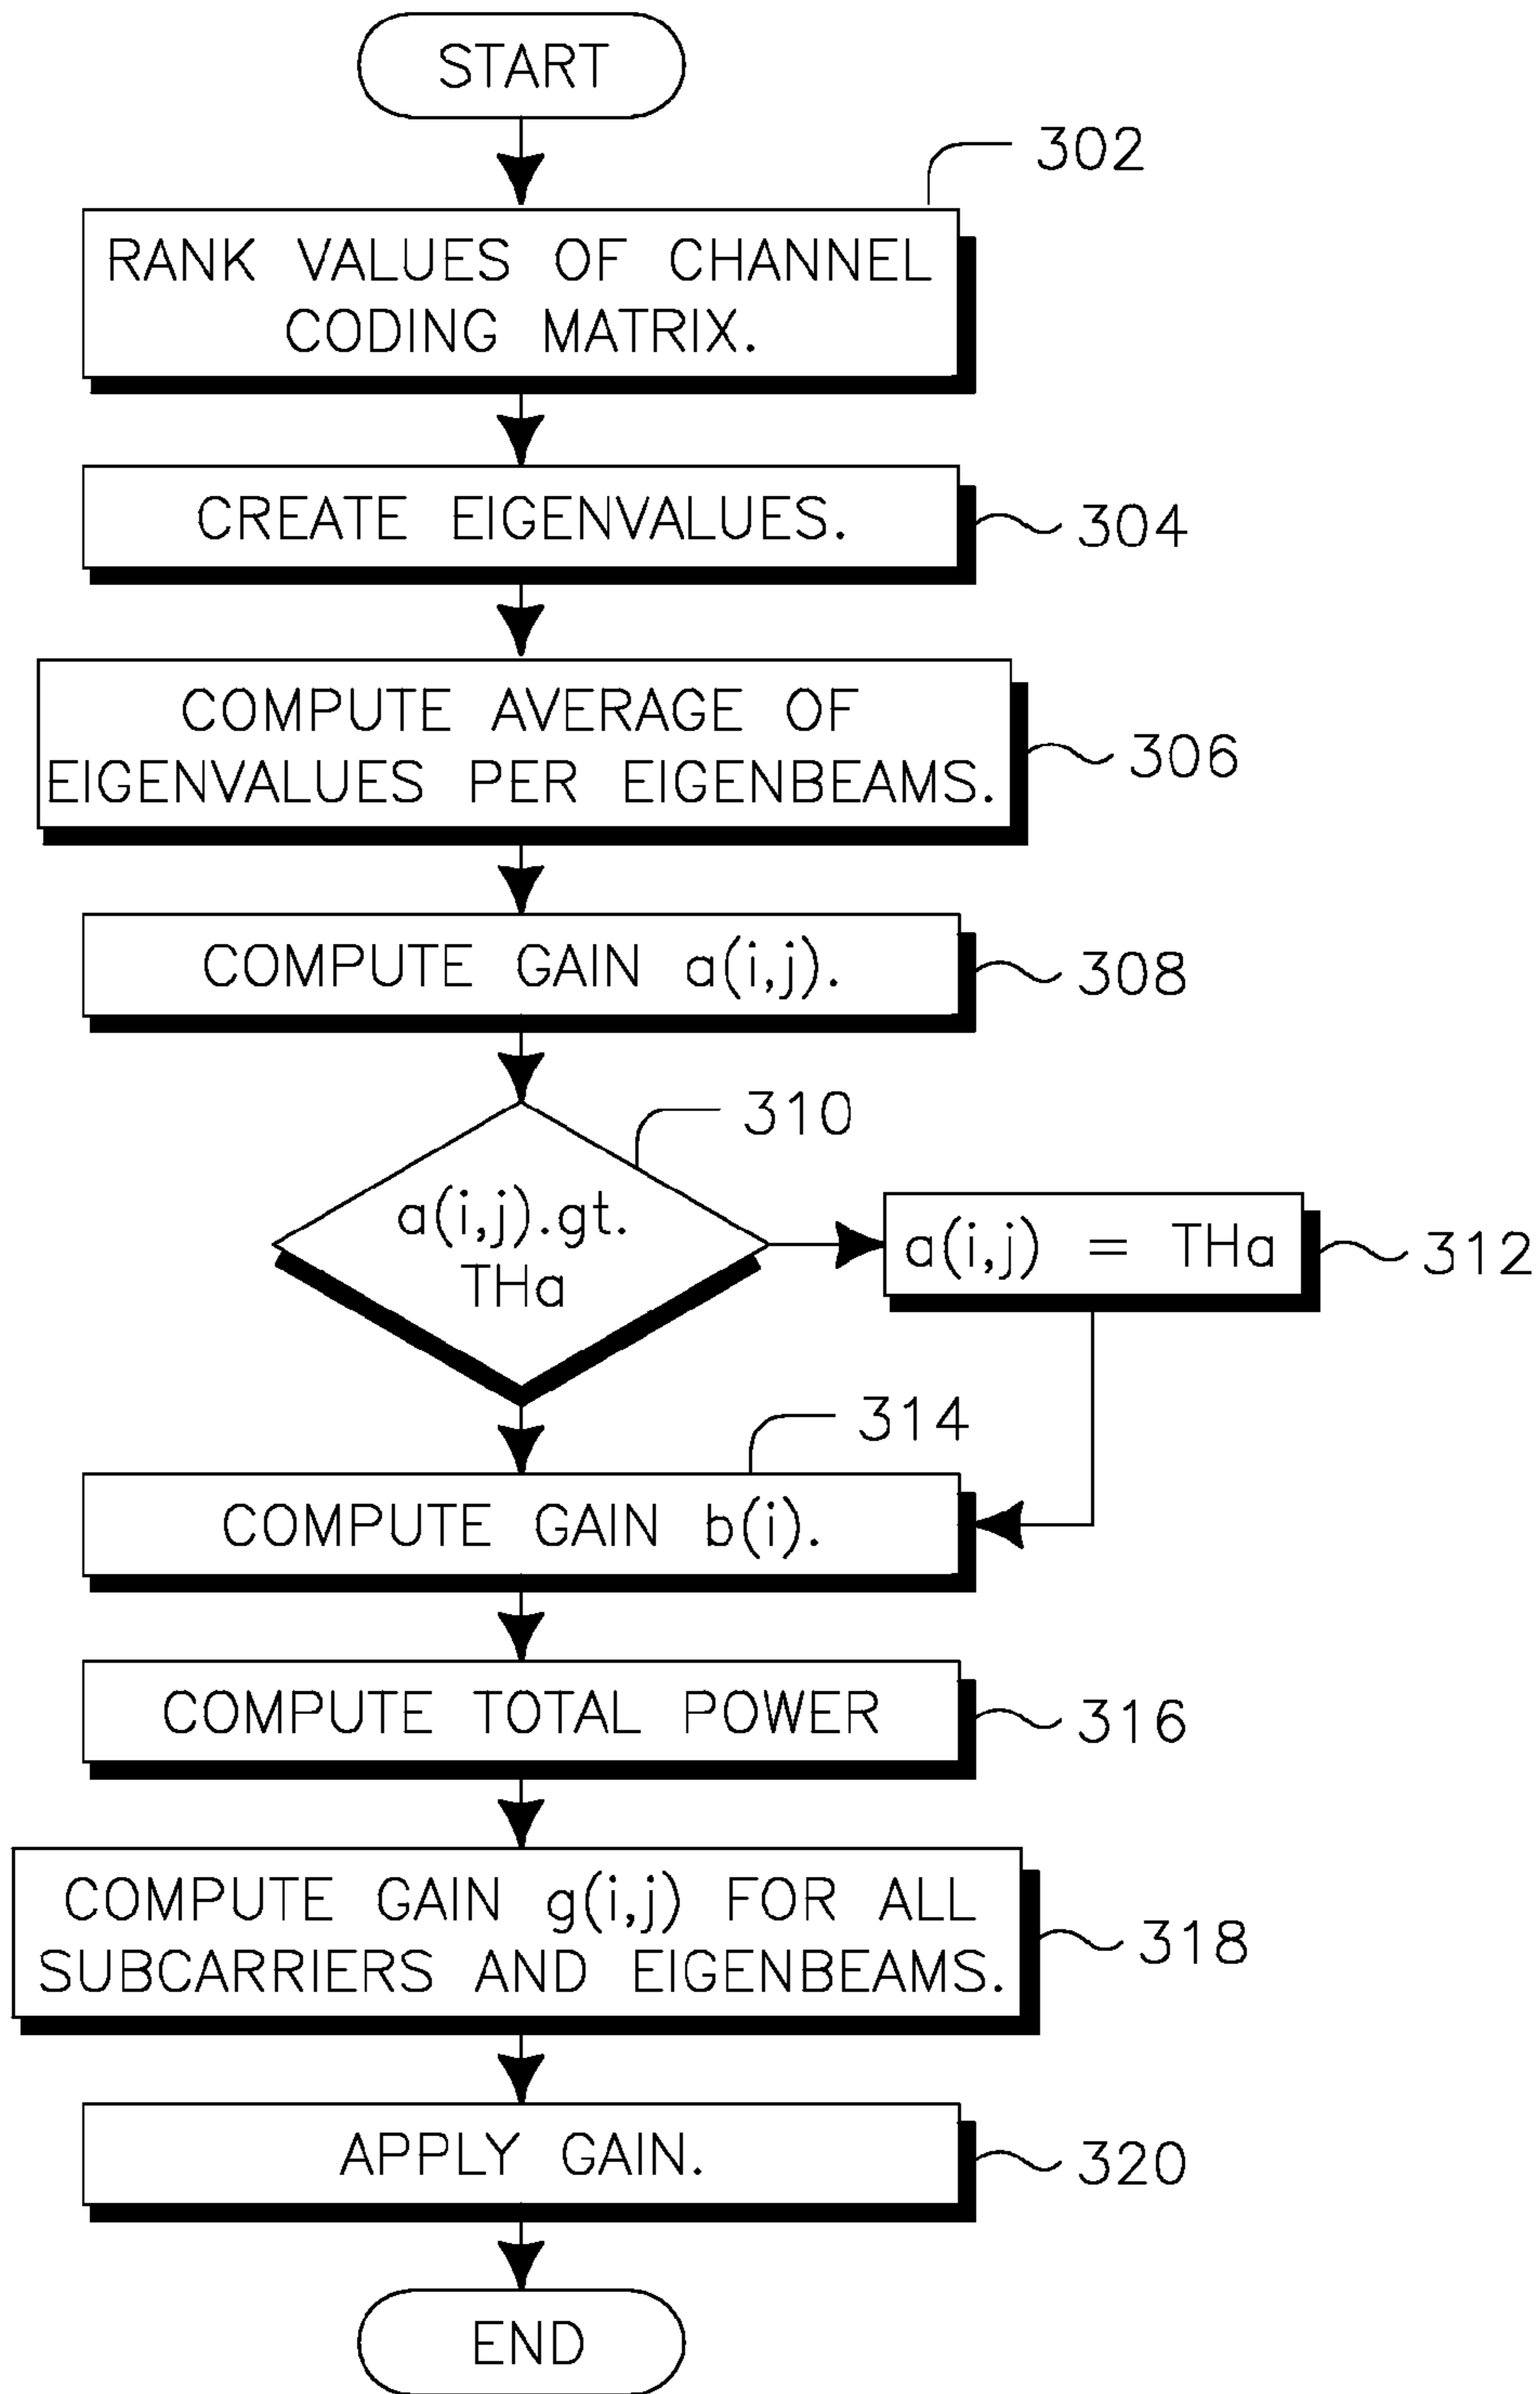 START
302
RANK VALUES OF CHANNEL
CODING MATRIX.
CREATE EIGENVALUES.
304
COMPUTE AVERAGE OF
EIGENVALUES PER EIGENBEAMS.
306
COMPUTE GAIN a(i,j).
308
310
a(i,j).gt.
THa
a(i,j) = THa
312
314
COMPUTE GAIN b(i).
COMPUTE TOTAL POWER
316
COMPUTE GAIN g(i,j) FOR ALL
SUBCARRIERS AND EIGENBEAMS.
318
APPLY GAIN.
320
END